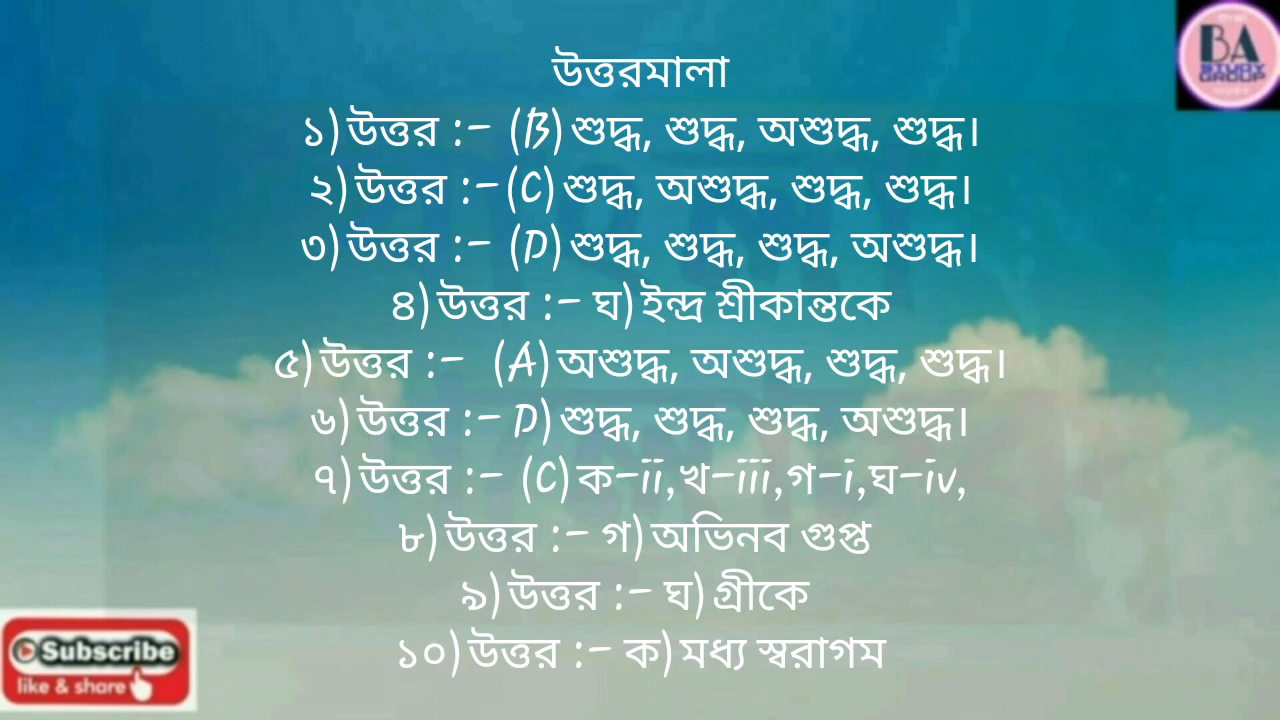 উত্তরমালা
১) উত্তর :- (B) শুদ্ধ, শুদ্ধ, অশুদ্ধ, শুদ্ধ।
২) উত্তর :- (C) শুদ্ধ, অশুদ্ধ, শুদ্ধ, শুদ্ধ।
৩) উত্তর :- (D) শুদ্ধ, শুদ্ধ, শুদ্ধ, অশুদ্ধ।
৪) উত্তর :- ঘ) ইন্দ্র শ্রীকান্তকে
৫) উত্তর :- (A) অশুদ্ধ, অশুদ্ধ, শুদ্ধ, শুদ্ধ।
৬) উত্তর :- D) শুদ্ধ, শুদ্ধ, শুদ্ধ, অশুদ্ধ।
৭) উত্তর :- (C) ক-ii, খ-iii, গ-i, ঘ-iv,
৮) উত্তর :- গ) অভিনব গুপ্ত
৯) উত্তর :- ঘ) গ্রীকে
১০) উত্তর :- ক) মধ্য স্বরাগম
BA
STUDY
GROUP
Subscribe
like & share